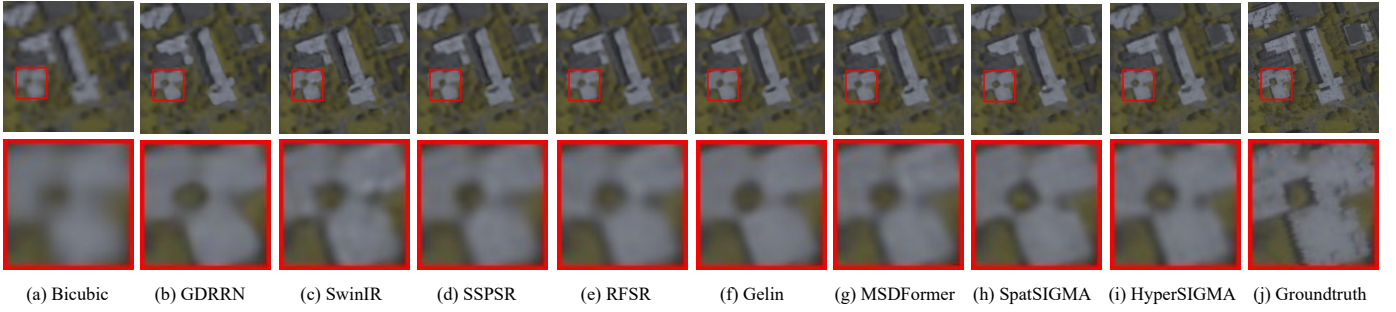 (a) Bicubic (b) GDRRN (c) SwinIR (d) SSPSR (e) RFSR (f) Gelin (g) MSDFormer (h) SpatSIGMA (i) HyperSIGMA (j) Groundtruth